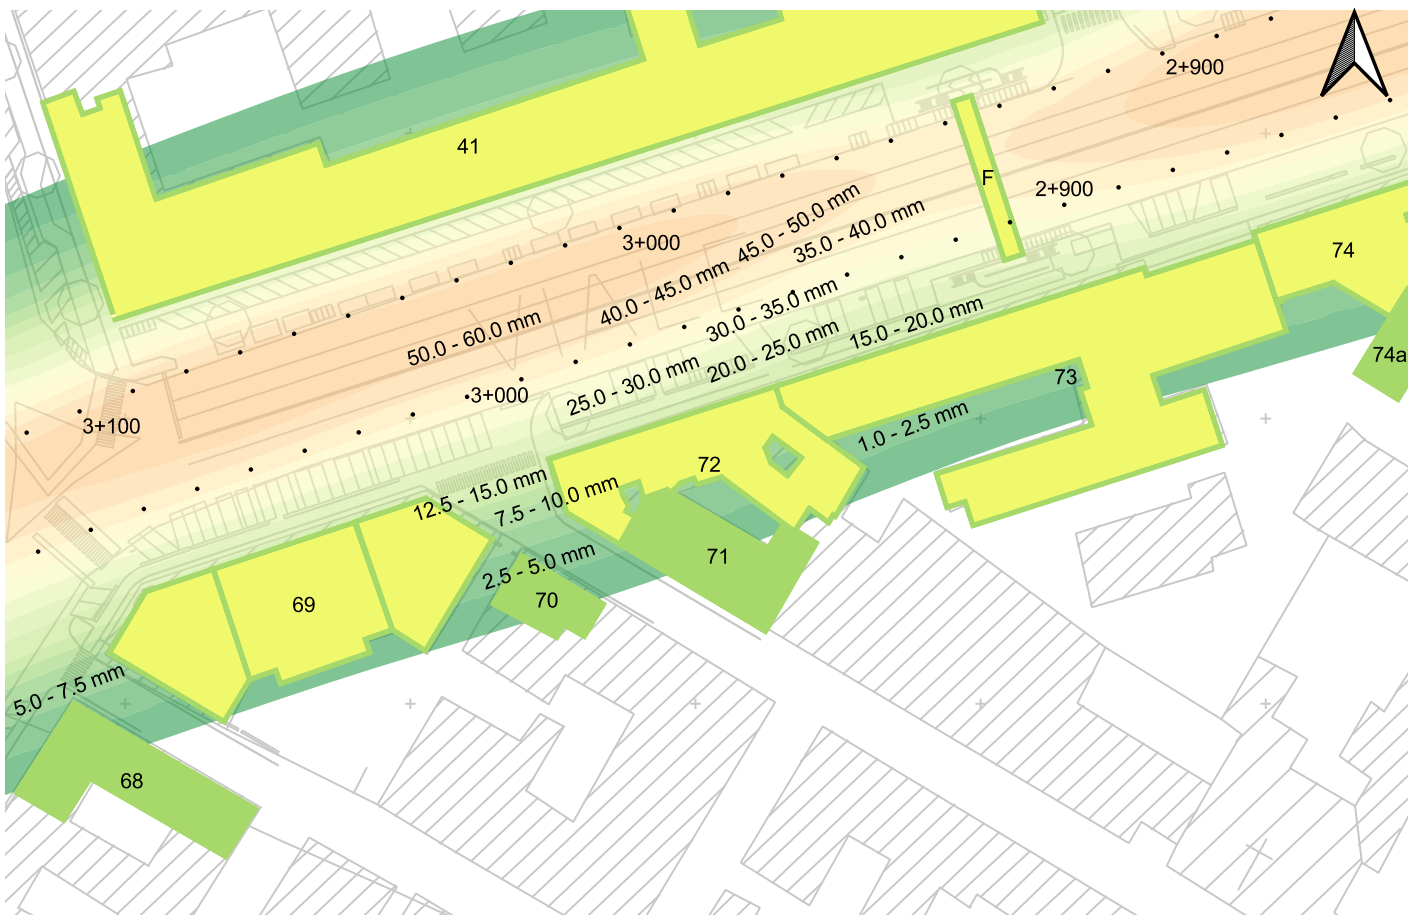 2+900
41
F
2+900
45.0 - 50.0 mm
35.0 - 40.0 mm
3+000
74
40.0 - 45.0 mm
30.0 - 35.0 mm
50.0 - 60.0 mm
15.0 - 20.0 mm
20.0 - 25.0 mm
74a
25.0 - 30.0 mm
73
3+000
3+100
1.0 - 2.5 mm
72
12.5 - 15.0 mm
7.5 - 10.0 mm
71
2.5 - 5.0 mm
70
69
5.0 - 7.5 mm
68